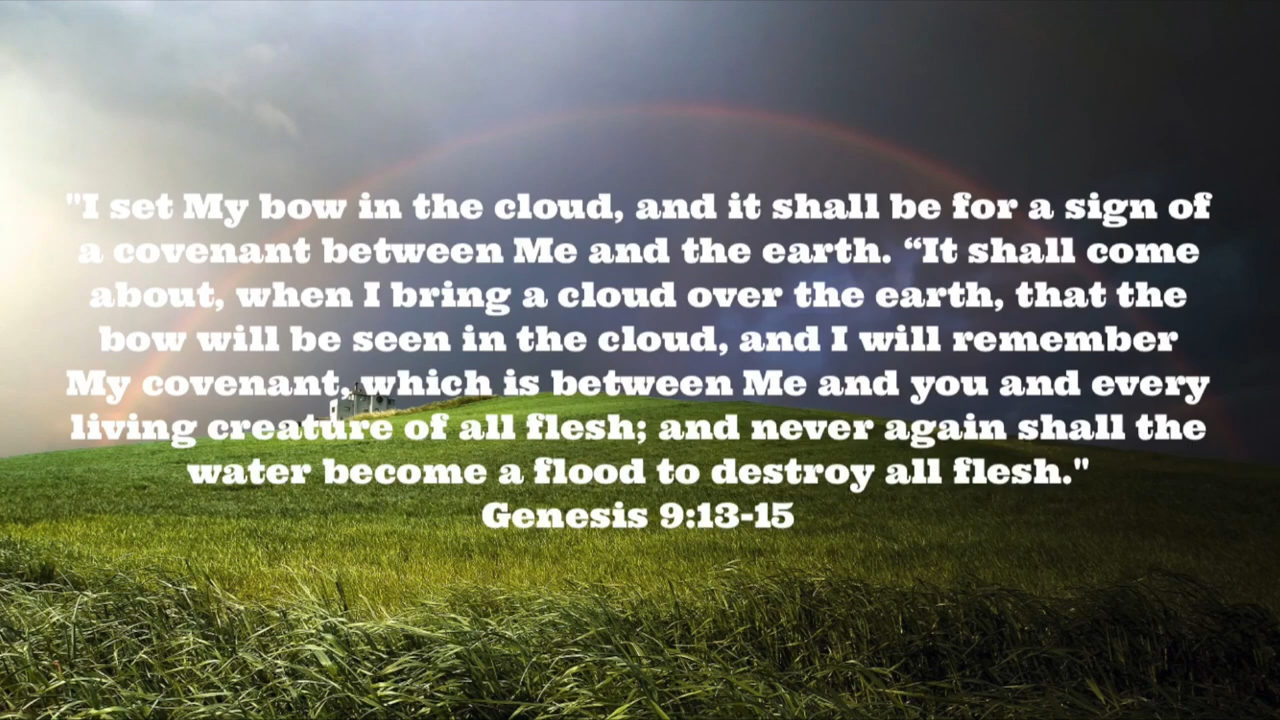 "I set My bow in the cloud, and it shall be for a sign of
a covenant between Me and the earth. “It shall come
about, when I bring a cloud over the earth, that the
bow will be seen in the cloud, and I will remember
My covenant, which is between Me and you and every
living creature of all flesh; and never again shall the
water become a flood to destroy all flesh."
Genesis 9:13-15